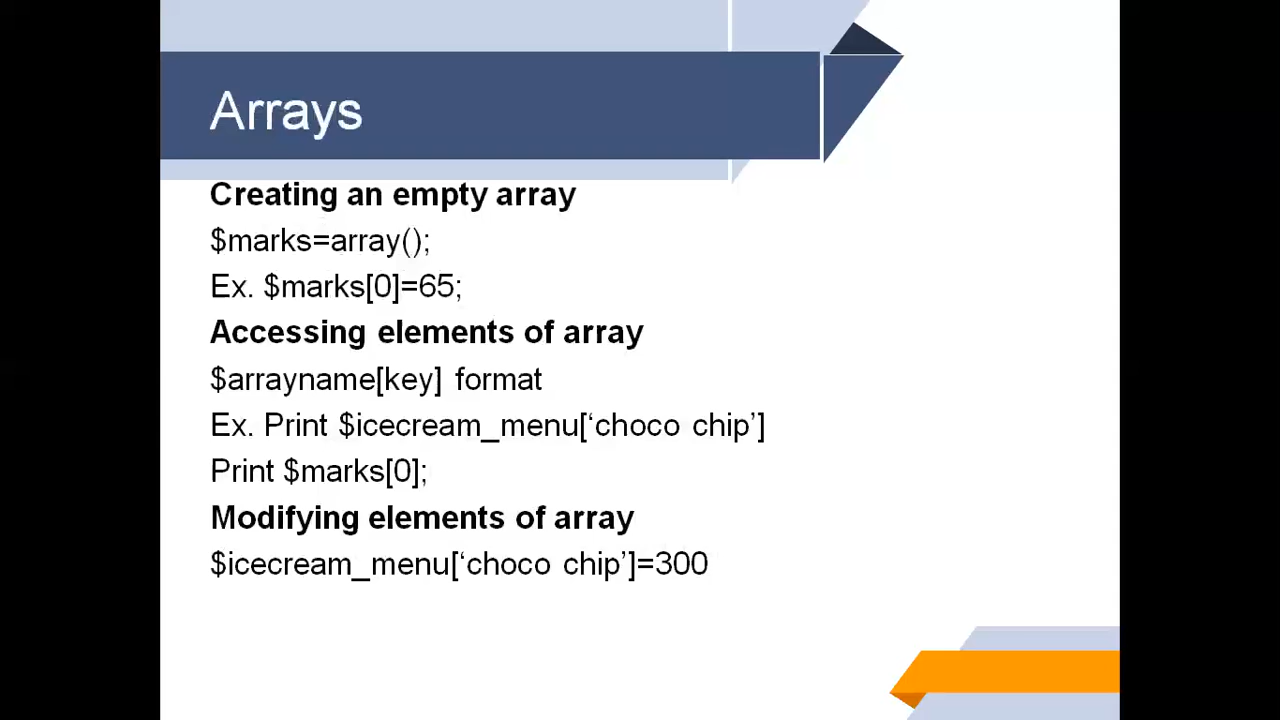 Arrays
Creating an empty array
$marks=array();
Ex. $marks[0]=65;
Accessing elements of array
$arrayname[key] format
Ex. Print $icecream_menu[‘choco chip’]
Print $marks[0];
Modifying elements of array
$icecream_menu[‘choco chip’]=300